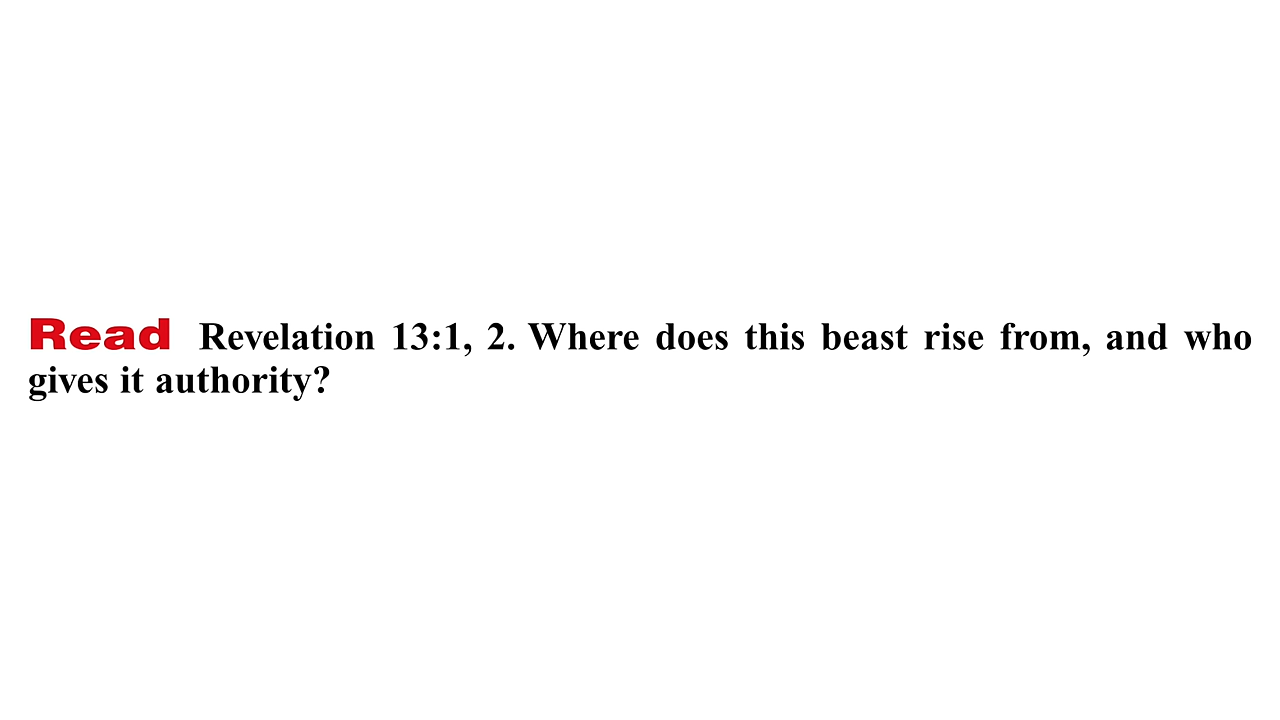 Read Revelation 13:1, 2. Where does this beast rise from, and who
gives it authority?